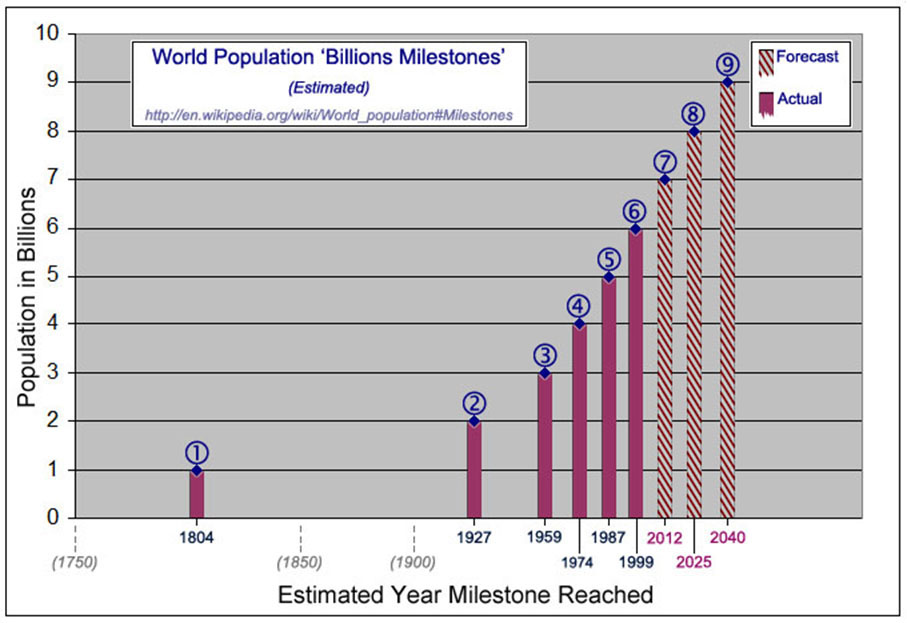 World Population ‘Billions Milestones’
(Estimated)
http://en.wikipedia.org/wiki/World_population#Milestones
Forecast
Actual
Population in Billions
10
9
8
7
6
5
4
3
2
1
0
①
②
③
④
⑤
⑥
⑦
⑧
⑨
1804 1927 1959 1987 2012 2040
(1750) (1850) (1900) 1974 1999 2025
Estimated Year Milestone Reached